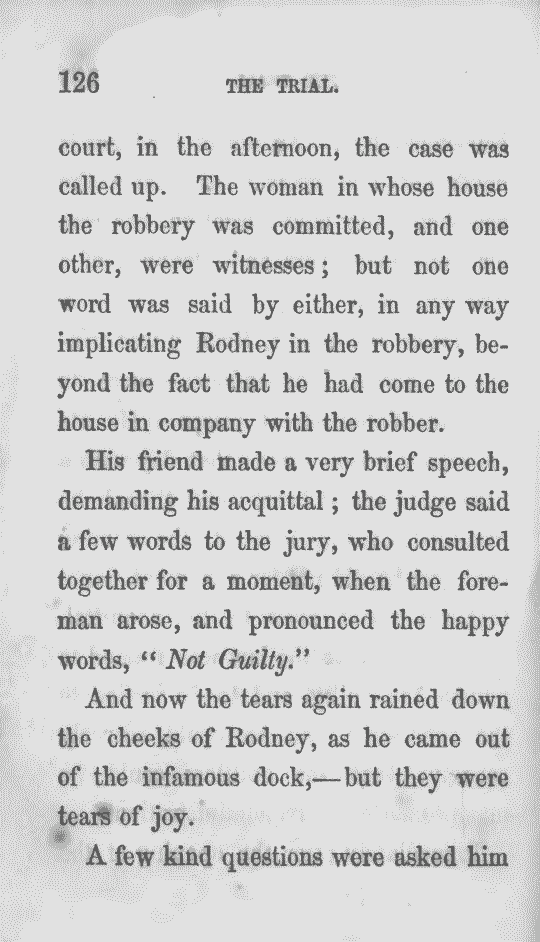 126 THE TRIAL.
court, in the afternoon, the case was
called up. The woman in whose house
the robbery was committed, and one
other, were witnesses; but not one
word was said by either, in any way
implicating Rodney in the robbery, be-
yond the fact that he had come to the
house in company with the robber.
His friend made a very brief speech,
demanding his acquittal; the judge said
a few words to the jury, who consulted
together for a moment, when the fore-
man arose, and pronounced the happy
words, "Not Guilty."
And now the tears again rained down
the cheeks of Rodney, as he came out
of the infamous dock,—but they were
tears of joy.
A few kind questions were asked him